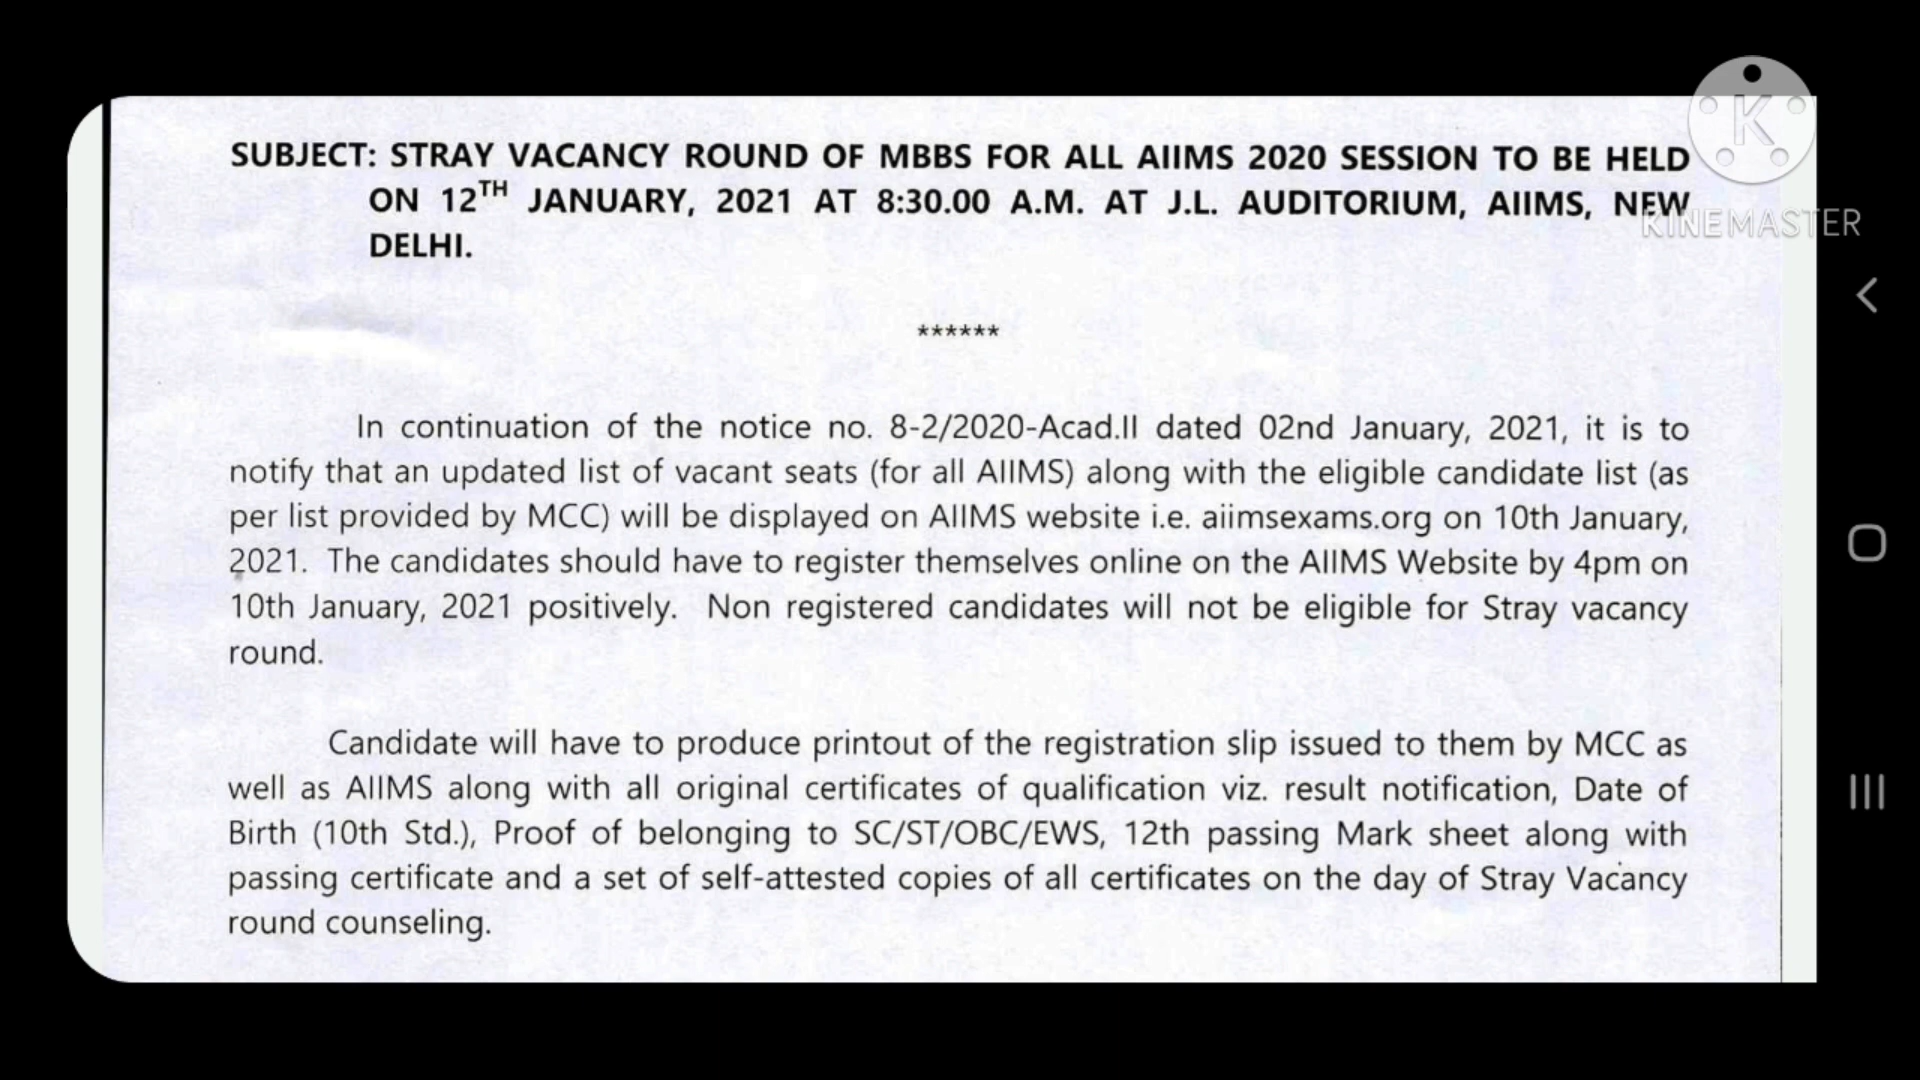 SUBJECT: STRAY VACANCY ROUND OF MBBS FOR ALL AIIMS 2020 SESSION TO BE HELD
ON 12TH JANUARY, 2021 AT 8:30.00 A.M. AT J.L. AUDITORIUM, AIIMS, NEW
DELHI.
K
KINEMASTER
******
In continuation of the notice no. 8-2/2020-Acad.II dated 02nd January, 2021, it is to
notify that an updated list of vacant seats (for all AIIMS) along with the eligible candidate list (as
per list provided by MCC) will be displayed on AIIMS website i.e. aiimsexams.org on 10th January,
2021. The candidates should have to register themselves online on the AIIMS Website by 4pm on
10th January, 2021 positively. Non registered candidates will not be eligible for Stray vacancy
round.
Candidate will have to produce printout of the registration slip issued to them by MCC as
well as AIIMS along with all original certificates of qualification viz. result notification, Date of
Birth (10th Std.), Proof of belonging to SC/ST/OBC/EWS, 12th passing Mark sheet along with
passing certificate and a set of self-attested copies of all certificates on the day of Stray Vacancy
round counseling.